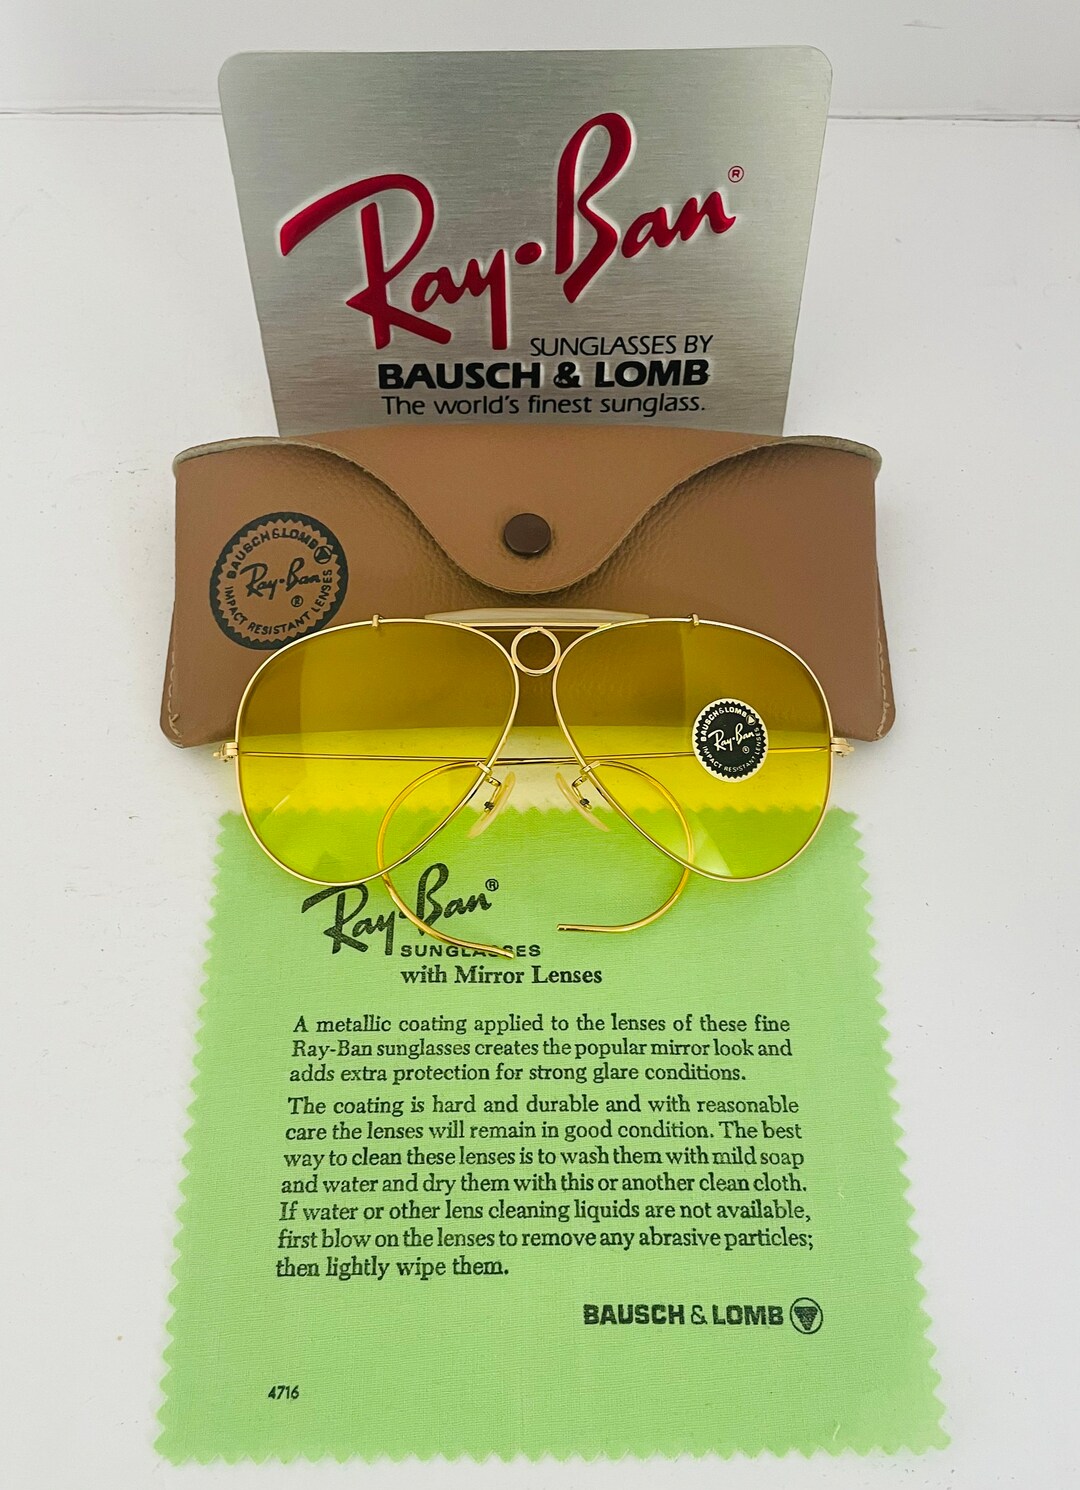 Ray-Ban®
SUNGLASSES BY
BAUSCH & LOMB
The world's finest sunglass.
BAUSCH & LOMB
Ray-Ban
®
IMPACT RESISTANT LENSES
BAUSCH & LOMB
Ray-Ban
®
IMPACT RESISTANT LENSES
Ray-Ban®
SUNGLASSES
with Mirror Lenses
A metallic coating applied to the lenses of these fine
Ray-Ban sunglasses creates the popular mirror look and
adds extra protection for strong glare conditions.
The coating is hard and durable and with reasonable
care the lenses will remain in good condition. The best
way to clean these lenses is to wash them with mild soap
and water and dry them with this or another clean cloth.
If water or other lens cleaning liquids are not available,
first blow on the lenses to remove any abrasive particles;
then lightly wipe them.
BAUSCH & LOMB
4716